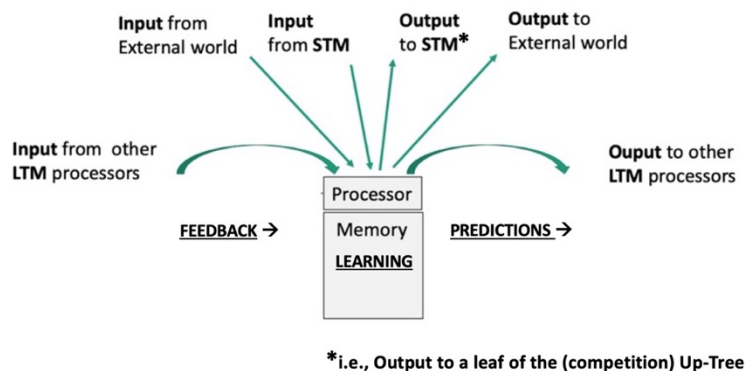 Input from
External world
Input
from STM
Output
to STM*
Output to
External world
Input from other
LTM processors
Ouput to other
LTM processors
Processor
FEEDBACK →
Memory
PREDICTIONS →
LEARNING
*i.e., Output to a leaf of the (competition) Up-Tree